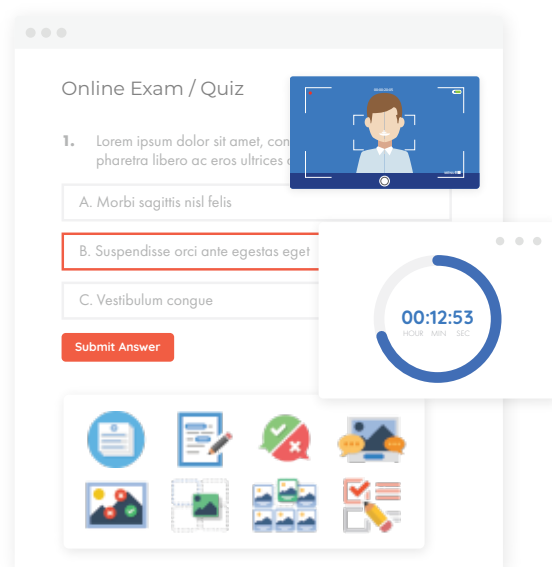 Online Exam / Quiz
1. Lorem ipsum dolor sit amet,
pharetra libero ac eros ultrices
A. Morbi sagittis nisl felis
B. Suspendisse orci ante egestas eget
C. Vestibulum congue
00:12:53
HOUR MIN SEC
Submit Answer